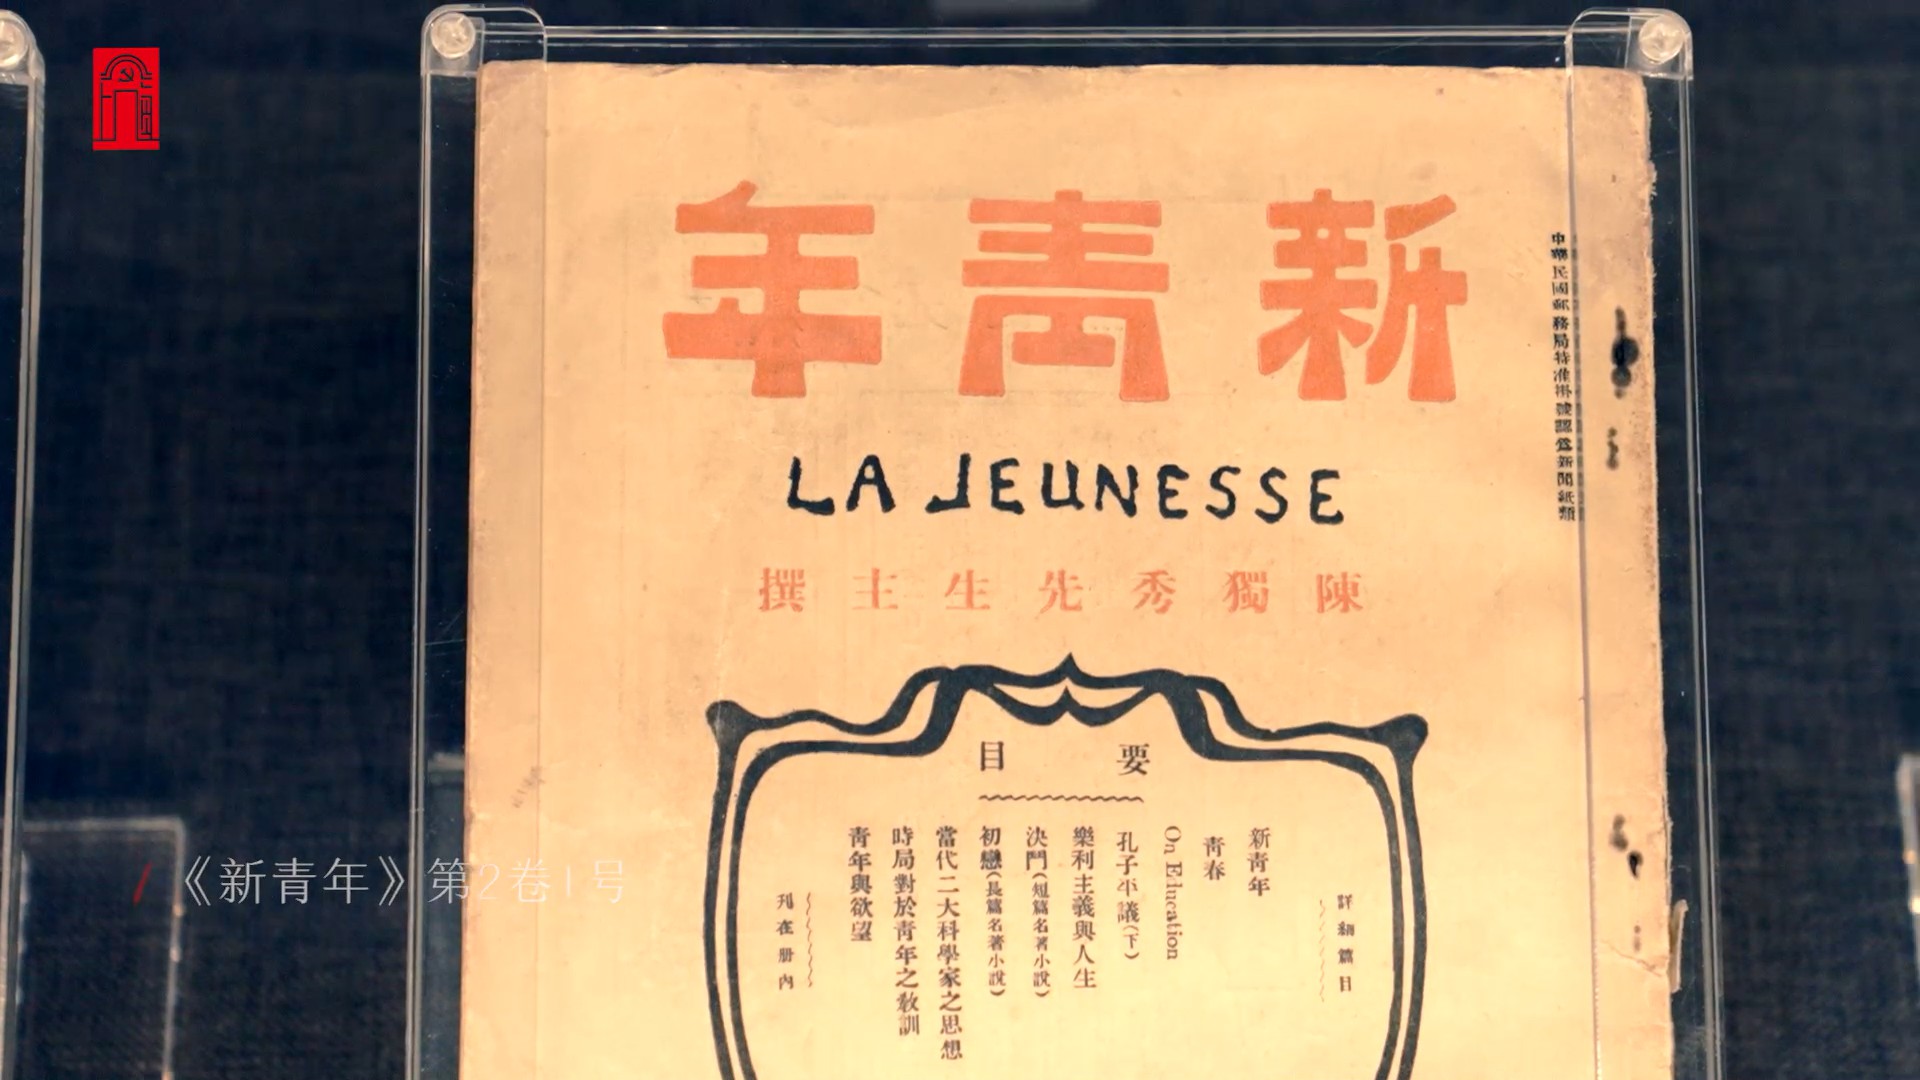 新青年
LA JEUNESSE
陳獨秀先生主撰
中華民國郵務局特准掛號認爲新聞紙類
要目
詳細篇目
新青年
青春
On Education
孔子平議(下)
樂利主義與人生
決鬥(短篇名著小說)
初戀(長篇名著小說)
當代二大科學家之思想
時局對於青年之敎訓
青年與欲望
刋在册內
/《新青年》第2卷1号